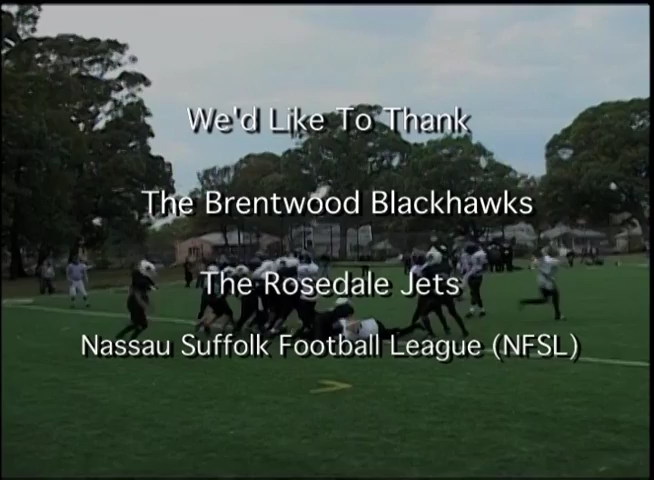 We'd Like To Thank
The Brentwood Blackhawks
The Rosedale Jets
Nassau Suffolk Football League (NFSL)